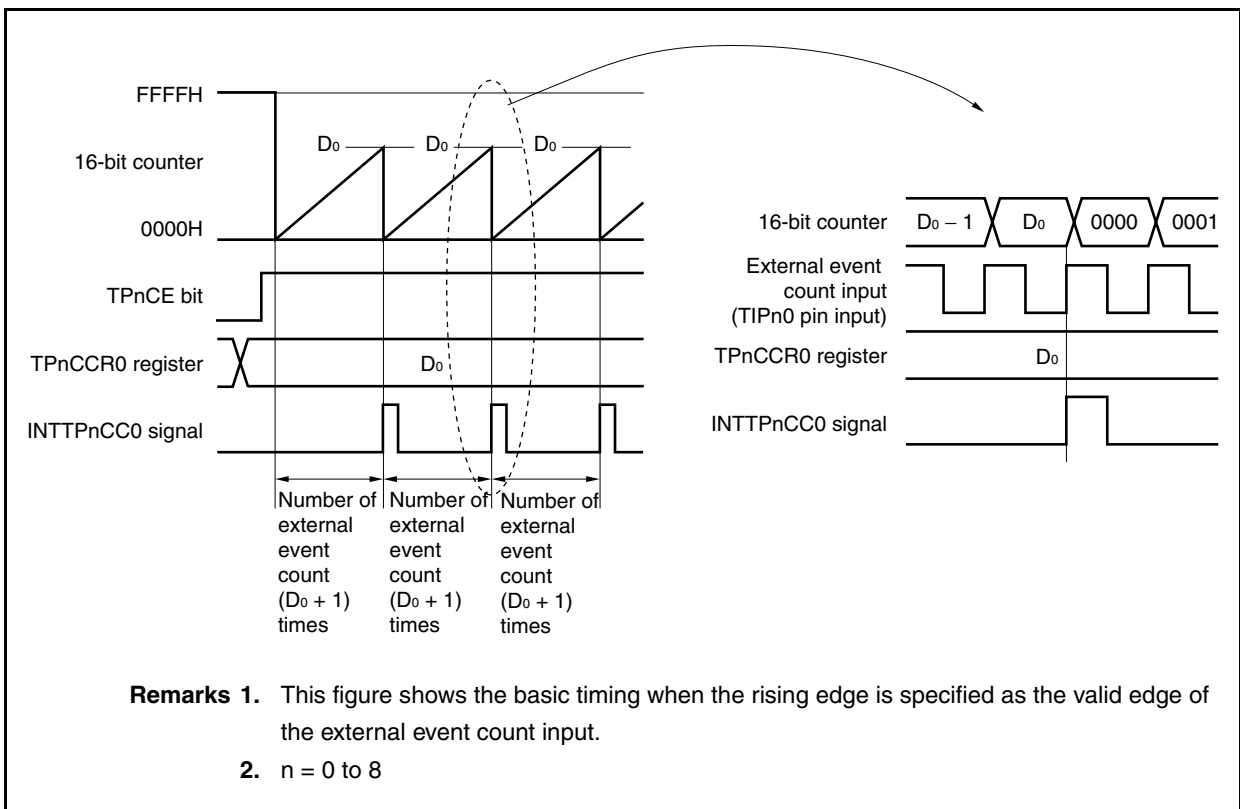 FFFFH
D0 D0 D0
16-bit counter
0000H
TPnCE bit
TPnCCR0 register
D0
INTTPnCC0 signal
Number of external event count (D0 + 1) times
Number of external event count (D0 + 1) times
Number of external event count (D0 + 1) times
16-bit counter
D0 − 1 D0 0000 0001
External event
count input
(TIPn0 pin input)
TPnCCR0 register
D0
INTTPnCC0 signal
Remarks 1. This figure shows the basic timing when the rising edge is specified as the valid edge of
the external event count input.
2. n = 0 to 8